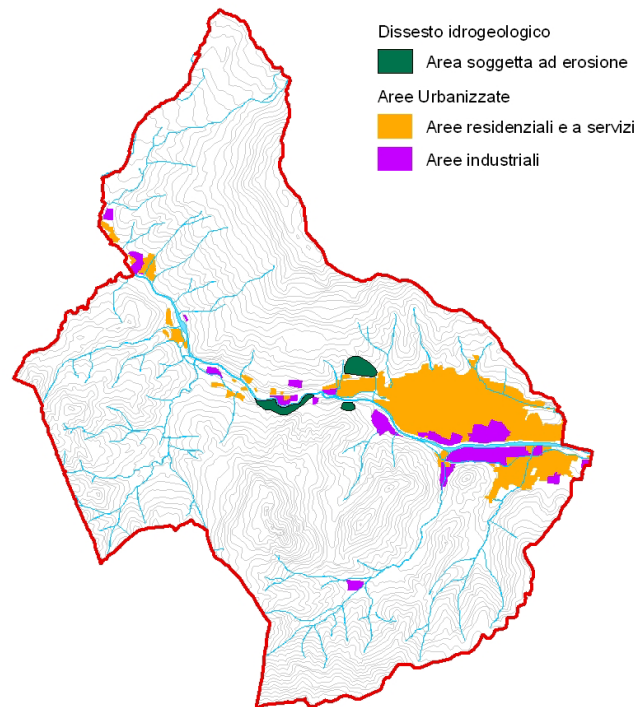 Dissesto idrogeologico
Area soggetta ad erosione
Aree Urbanizzate
Aree residenziali e a servizi
Aree industriali